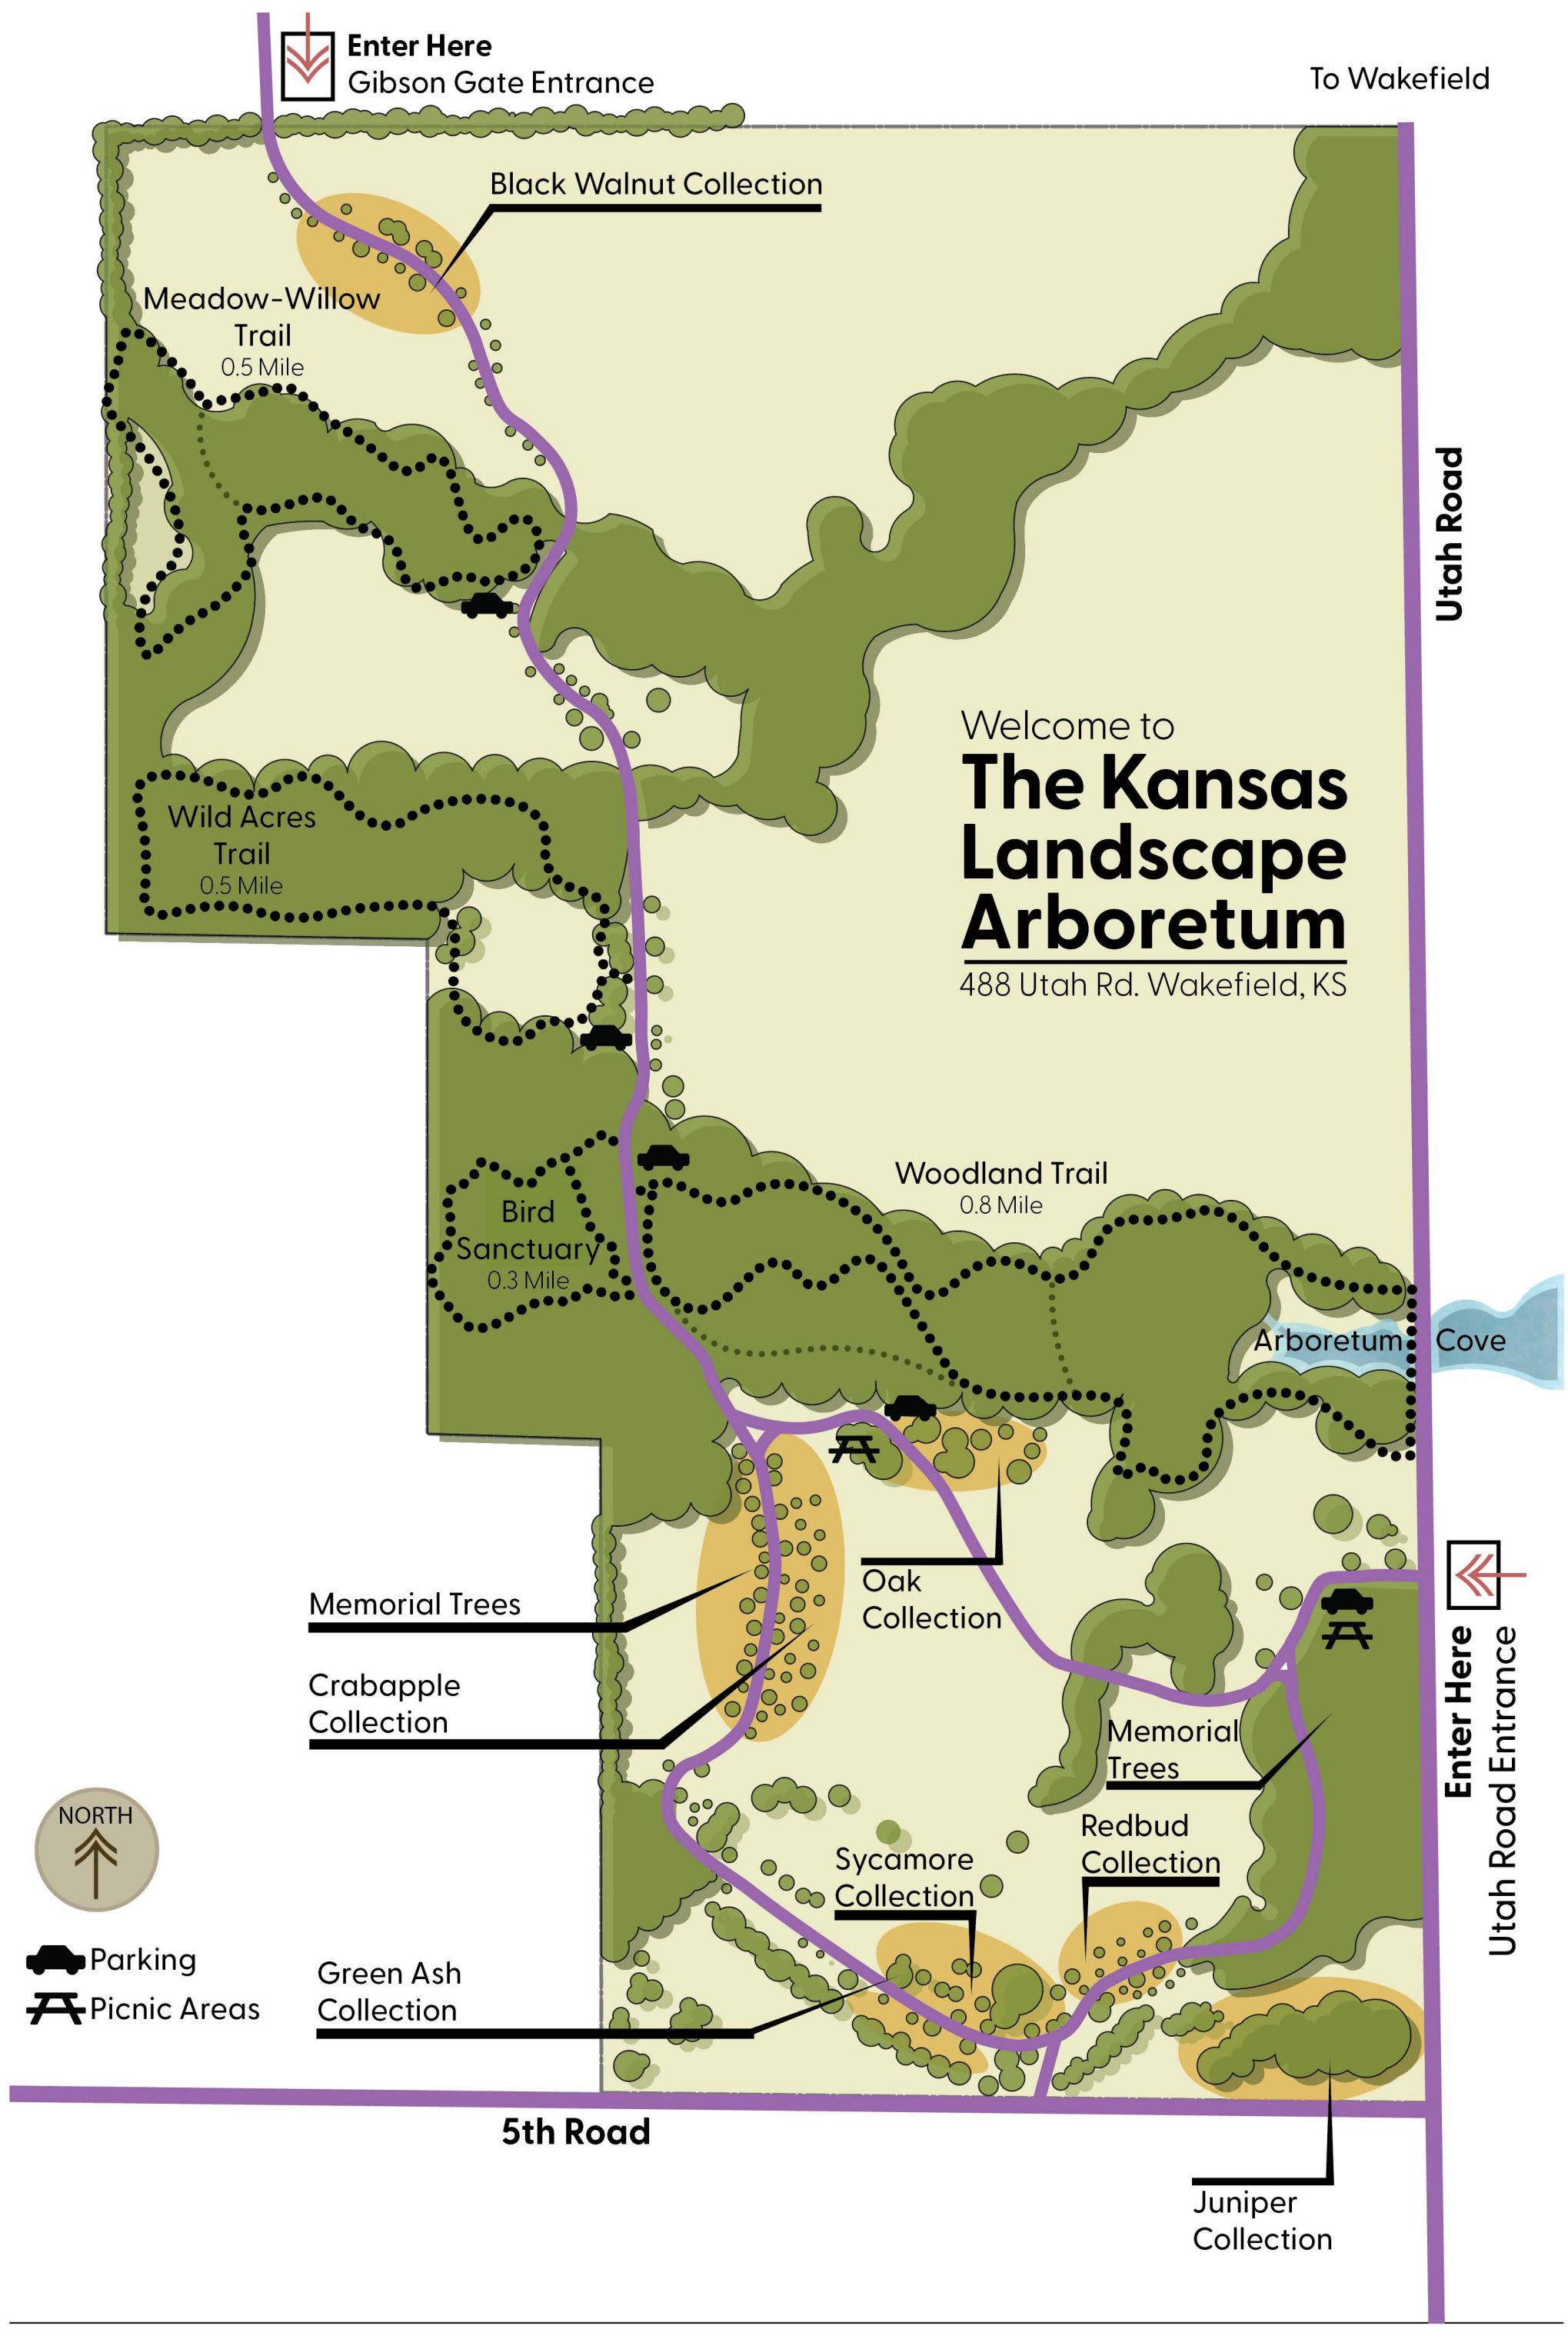 Enter Here
Gibson Gate Entrance
To Wakefield
Black Walnut Collection
Meadow-Willow
Trail
0.5 Mile
Utah Road
Welcome to
The Kansas
Landscape
Arboretum
488 Utah Rd. Wakefield, KS
Wild Acres
Trail
0.5 Mile
Woodland Trail
0.8 Mile
Bird
Sanctuary
0.3 Mile
Arboretum Cove
Oak
Collection
Memorial Trees
Crabapple
Collection
Enter Here
Utah Road Entrance
Memorial
Trees
Redbud
Collection
Sycamore
Collection
NORTH
Parking
Picnic Areas
Green Ash
Collection
5th Road
Juniper
Collection